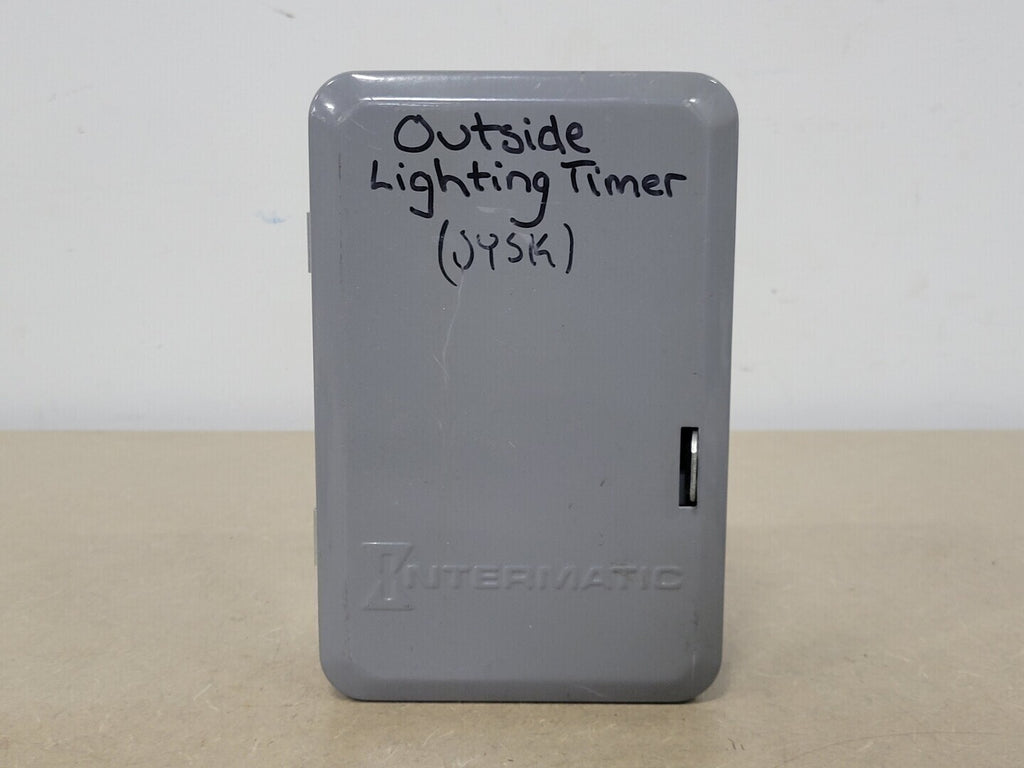 Outside
Lighting Timer
(JYSK)
INTERMATIC